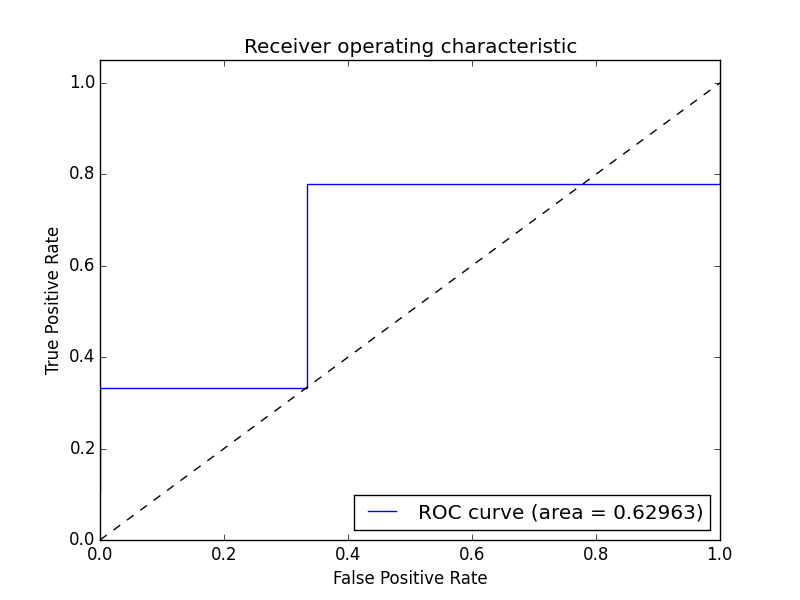 Receiver operating characteristic
True Positive Rate
1.0
0.8
0.6
0.4
0.2
0.0
ROC curve (area = 0.62963)
0.0 0.2 0.4 0.6 0.8 1.0
False Positive Rate